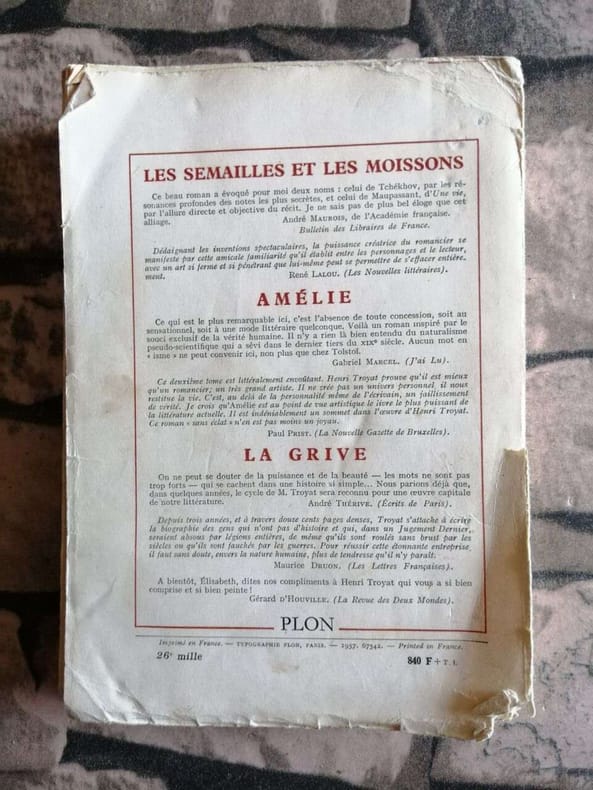 LES SEMAILLES ET LES MOISSONS
Ce beau roman a évoqué pour moi deux noms : celui de Tchékhov, par les ré-
sonances profondes des notes les plus secrètes, et celui de Maupassant, d'Une vie,
par l'allure directe et objective du récit. Je ne sais pas de plus bel éloge que cet
alliage. André MAUROIS, de l'Académie française.
Bulletin des Libraires de France.
Dédaignant les inventions spectaculaires, la puissance créatrice du romancier se
manifeste par cette amicale familiarité qu'il établit entre les personnages et le lecteur,
avec un art si ferme et si pénétrant que lui-même peut se permettre de s'effacer entière-
ment. René LALOU. (Les Nouvelles littéraires).
AMÉLIE
Ce qui est le plus remarquable ici, c'est l'absence de toute concession, soit au
sensationnel, soit à une mode littéraire quelconque. Voilà un roman inspiré par le
souci exclusif de la vérité humaine. Il n'y a rien là bien entendu du naturalisme
pseudo-scientifique qui a sévi dans le dernier tiers du XIXe siècle. Aucun mot en
« isme » ne peut convenir ici, non plus que chez Tolstoï.
Gabriel MARCEL. (J'ai Lu).
Ce deuxième tome est littéralement envoûtant. Henri Troyat prouve qu'il est mieux
qu'un romancier; un très grand artiste. Il ne crée pas un univers personnel, il nous
restitue la vie. C'est, au delà de la personnalité même de l'écrivain, un jaillissement
de vérité. Je crois qu'Amélie est au point de vue artistique le livre le plus puissant de
la littérature actuelle. Il est indéniablement un sommet dans l'œuvre d'Henri Troyat.
Ce roman « sans éclat » n'en est pas moins un joyau.
Paul PRIST. (La Nouvelle Gazette de Bruxelles).
LA GRIVE
On ne peut se douter de la puissance et de la beauté — les mots ne sont pas
trop forts — qui se cachent dans une histoire si simple... Nous parions déjà que,
dans quelques années, le cycle de M. Troyat sera reconnu pour une œuvre capitale
de notre littérature. André THÉRIVE. (Écrits de Paris).
Depuis trois années, et à travers douze cents pages denses, Troyat s'attache à écrire
la biographie des gens qui n'ont pas d'histoire et qui, dans un Jugement Dernier,
seraient absous par légions entières, de même qu'ils sont roulés sans bruit par les
siècles ou qu'ils sont fauchés par les guerres. Pour réussir cette étonnante entreprise,
il faut sans doute, envers la nature humaine, plus de tendresse qu'il n'y paraît.
Maurice DRUON. (Les Lettres Françaises).
A bientôt, Élisabeth, dites nos compliments à Henri Troyat qui vous a si bien
comprise et si bien peinte !
Gérard D'HOUVILLE. (La Revue des Deux Mondes).
PLON
Imprimé en France. — TYPOGRAPHIE PLON, PARIS. — 1957. 67342. — Printed in France.
26e mille 840 F + T. l.